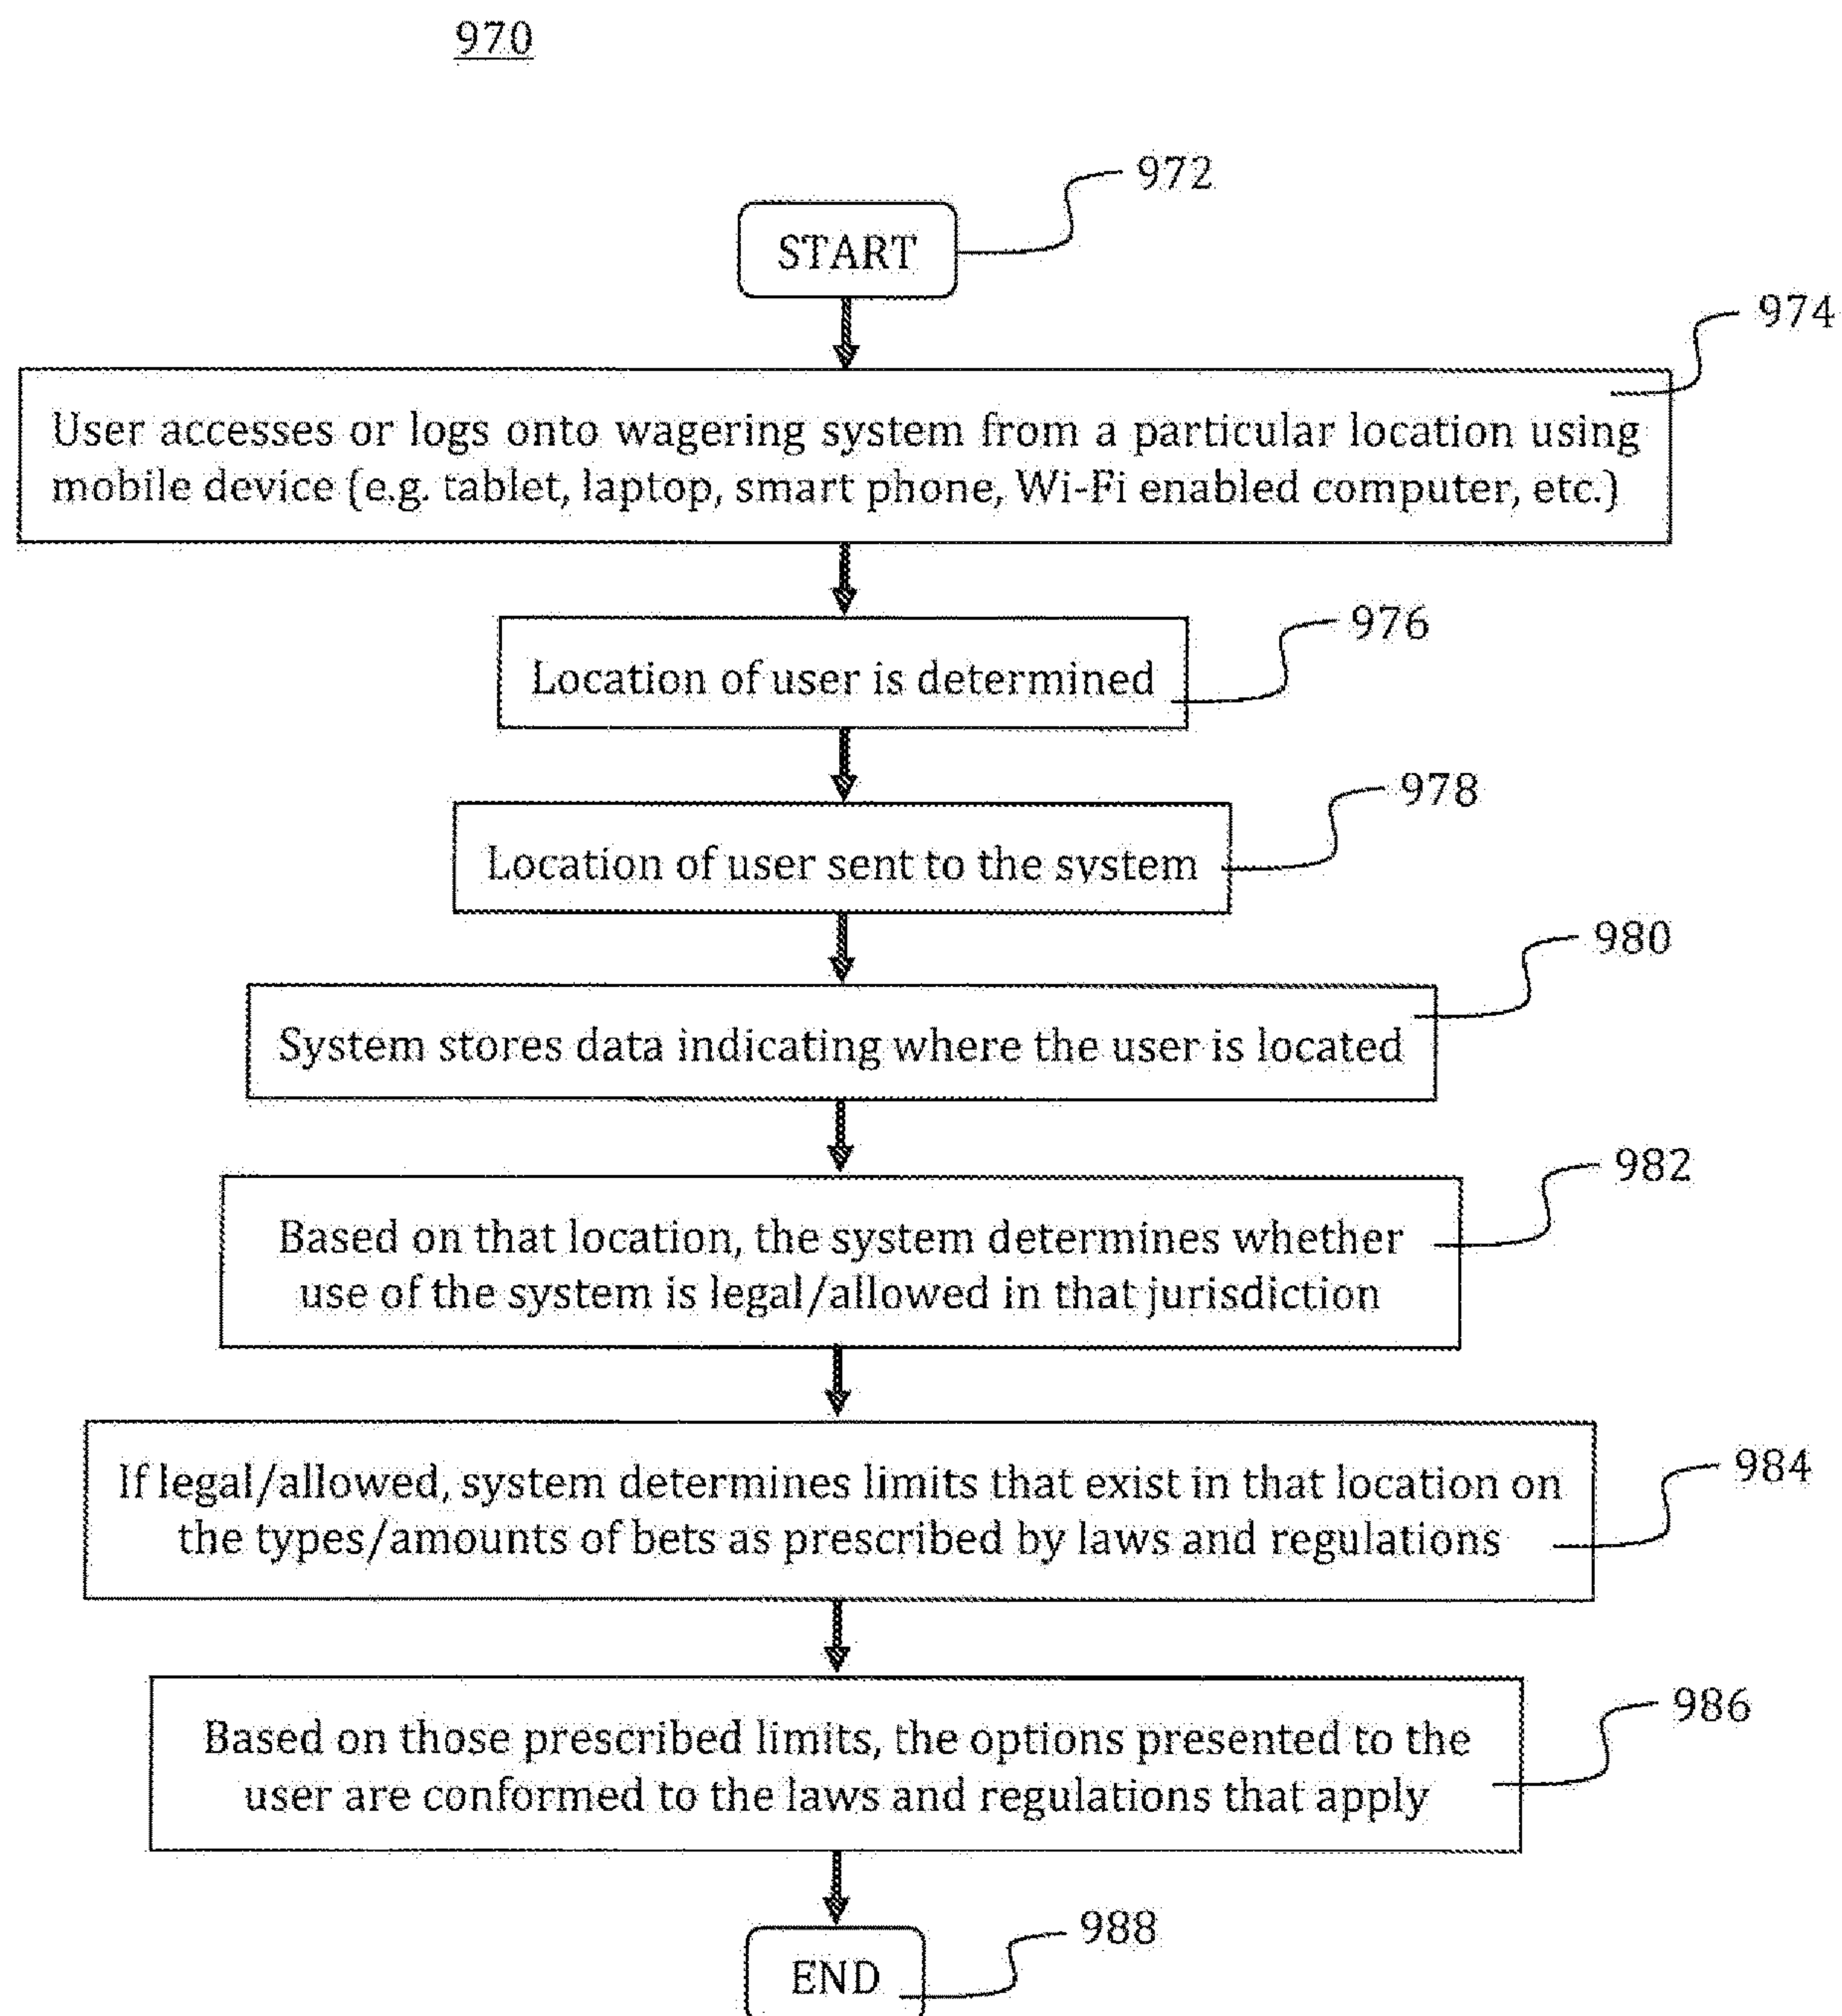 970
972
START
974
User accesses or logs onto wagering system from a particular location using
mobile device (e.g. tablet, laptop, smart phone, Wi-Fi enabled computer, etc.)
976
Location of user is determined
978
Location of user sent to the system
980
System stores data indicating where the user is located
982
Based on that location, the system determines whether
use of the system is legal/allowed in that jurisdiction
984
If legal/allowed, system determines limits that exist in that location on
the types/amounts of bets as prescribed by laws and regulations
986
Based on those prescribed limits, the options presented to the
user are conformed to the laws and regulations that apply
988
END